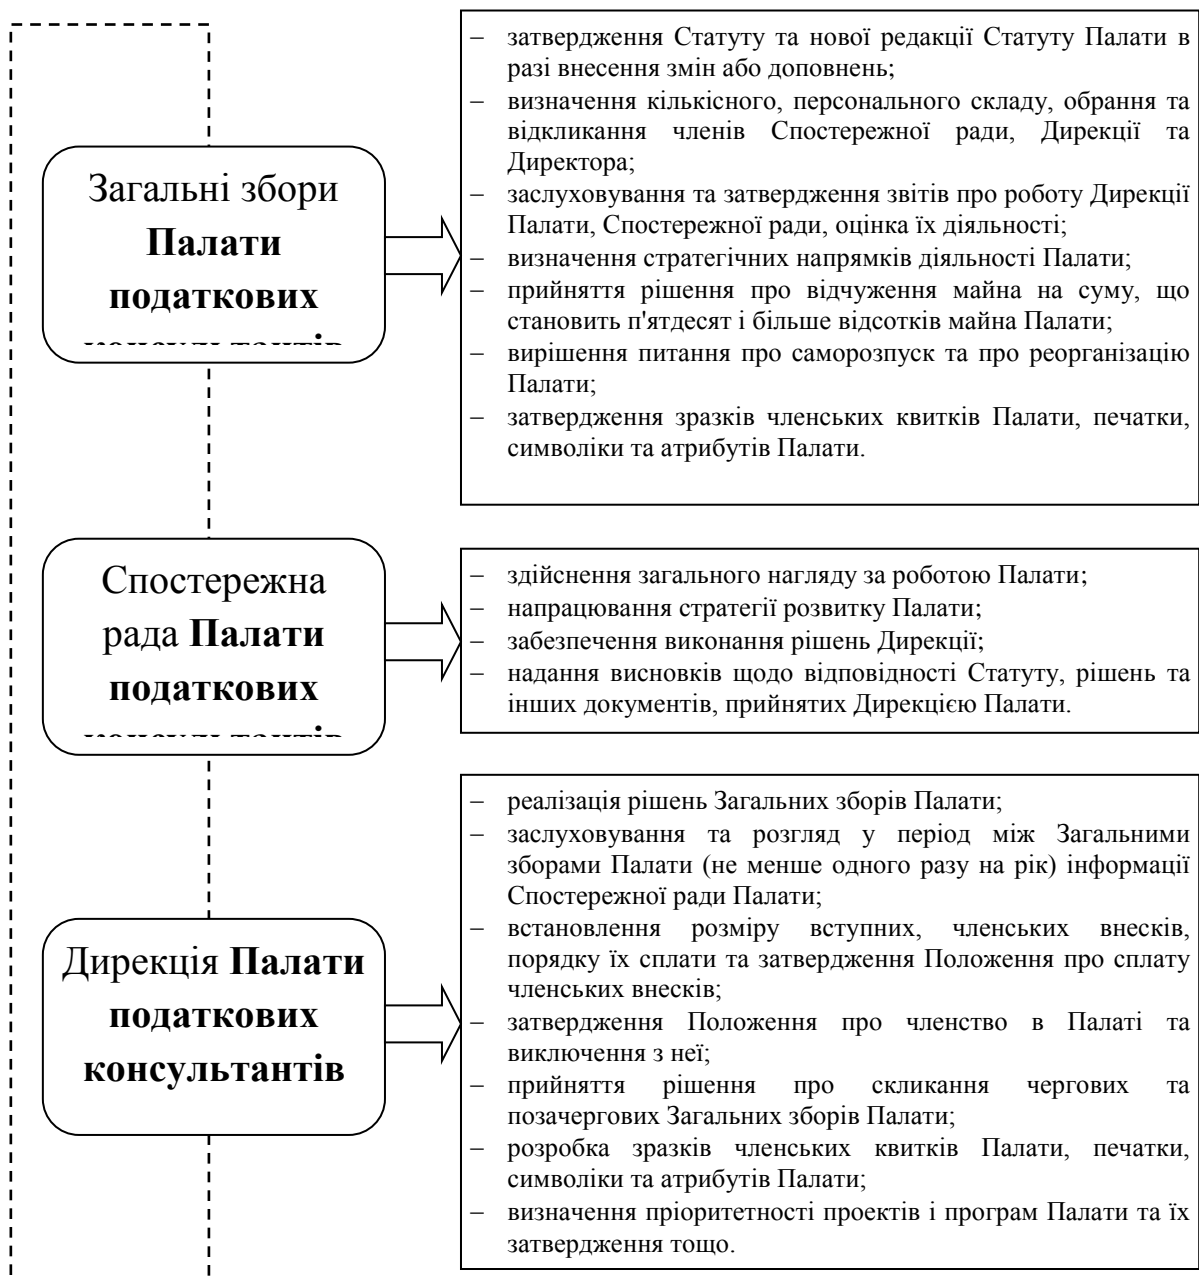 Загальні збори
Палати
податкових
консультантів
– затвердження Статуту та нової редакції Статуту Палати в
разі внесення змін або доповнень;
– визначення кількісного, персонального складу, обрання та
відкликання членів Спостережної ради, Дирекції та
Директора;
– заслуховування та затвердження звітів про роботу Дирекції
Палати, Спостережної ради, оцінка їх діяльності;
– визначення стратегічних напрямків діяльності Палати;
– прийняття рішення про відчуження майна на суму, що
становить п'ятдесят і більше відсотків майна Палати;
– вирішення питання про саморозпуск та про реорганізацію
Палати;
– затвердження зразків членських квитків Палати, печатки,
символіки та атрибутів Палати.
Спостережна
рада Палати
податкових
консультантів
– здійснення загального нагляду за роботою Палати;
– напрацювання стратегії розвитку Палати;
– забезпечення виконання рішень Дирекції;
– надання висновків щодо відповідності Статуту, рішень та
інших документів, прийнятих Дирекцією Палати.
Дирекція Палати
податкових
консультантів
– реалізація рішень Загальних зборів Палати;
– заслуховування та розгляд у період між Загальними
зборами Палати (не менше одного разу на рік) інформації
Спостережної ради Палати;
– встановлення розміру вступних, членських внесків,
порядку їх сплати та затвердження Положення про сплату
членських внесків;
– затвердження Положення про членство в Палаті та
виключення з неї;
– прийняття рішення про скликання чергових та
позачергових Загальних зборів Палати;
– розробка зразків членських квитків Палати, печатки,
символіки та атрибутів Палати;
– визначення пріоритетності проектів і програм Палати та їх
затвердження тощо.